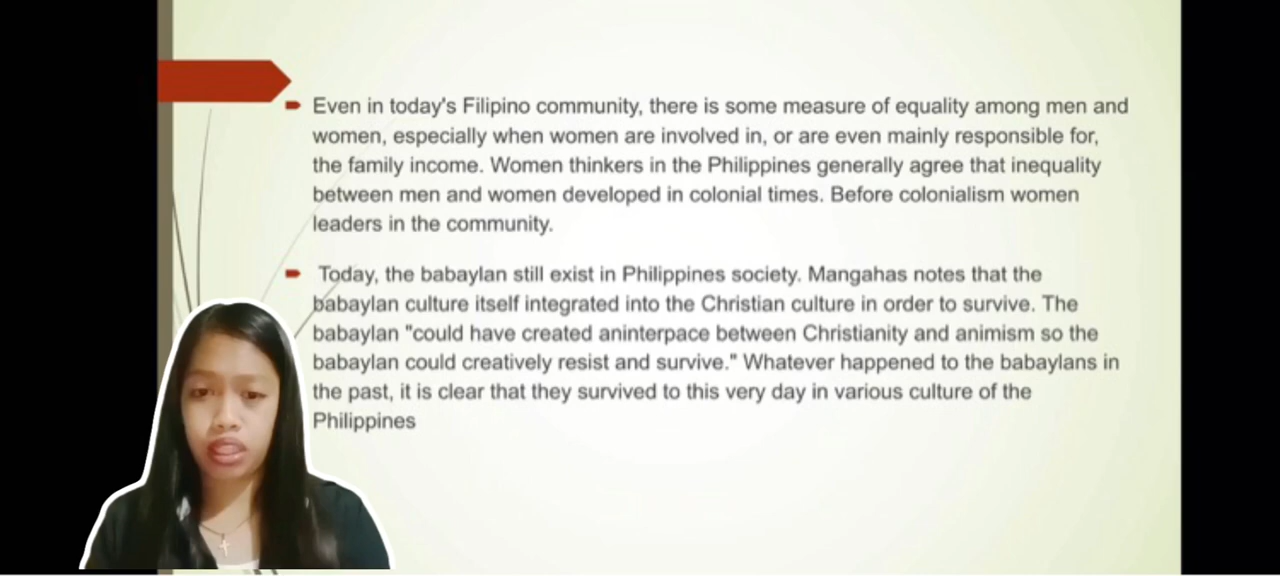 Even in today's Filipino community, there is some measure of equality among men and
women, especially when women are involved in, or are even mainly responsible for,
the family income. Women thinkers in the Philippines generally agree that inequality
between men and women developed in colonial times. Before colonialism women
leaders in the community.
Today, the babaylan still exist in Philippines society. Mangahas notes that the
babaylan culture itself integrated into the Christian culture in order to survive. The
babaylan "could have created aninterpace between Christianity and animism so the
babaylan could creatively resist and survive." Whatever happened to the babaylans in
the past, it is clear that they survived to this very day in various culture of the
Philippines